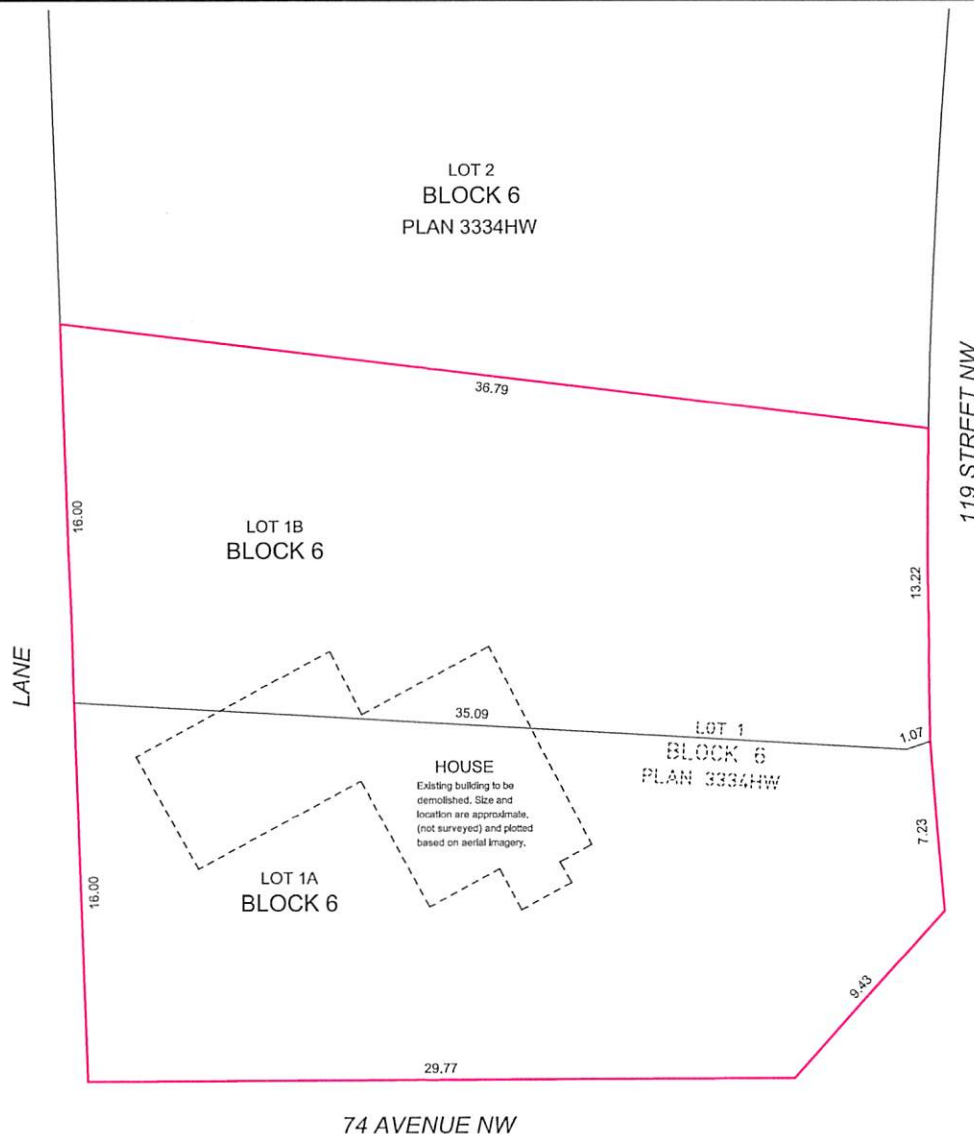 LOT 2
BLOCK 6
PLAN 3334HW
119 STREET NW
36.79
16.00
LOT 1B
BLOCK 6
13.22
LANE
35.09
LOT 1
BLOCK 6
PLAN 3334HW
1.07
HOUSE
Existing building to be
demolished. Size and
location are approximate,
(not surveyed) and plotted
based on aerial imagery.
7.23
16.00
LOT 1A
BLOCK 6
9.43
29.77
74 AVENUE NW